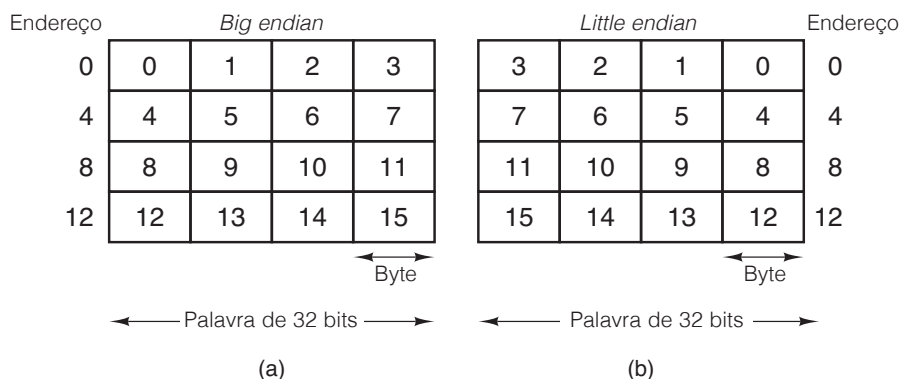 Endereço Big endian Little endian Endereço
0 0 1 2 3 3 2 1 0 0
4 4 5 6 7 7 6 5 4 4
8 8 9 10 11 11 10 9 8 8
12 12 13 14 15 15 14 13 12 12
Byte Byte
Palavra de 32 bits Palavra de 32 bits
(a) (b)